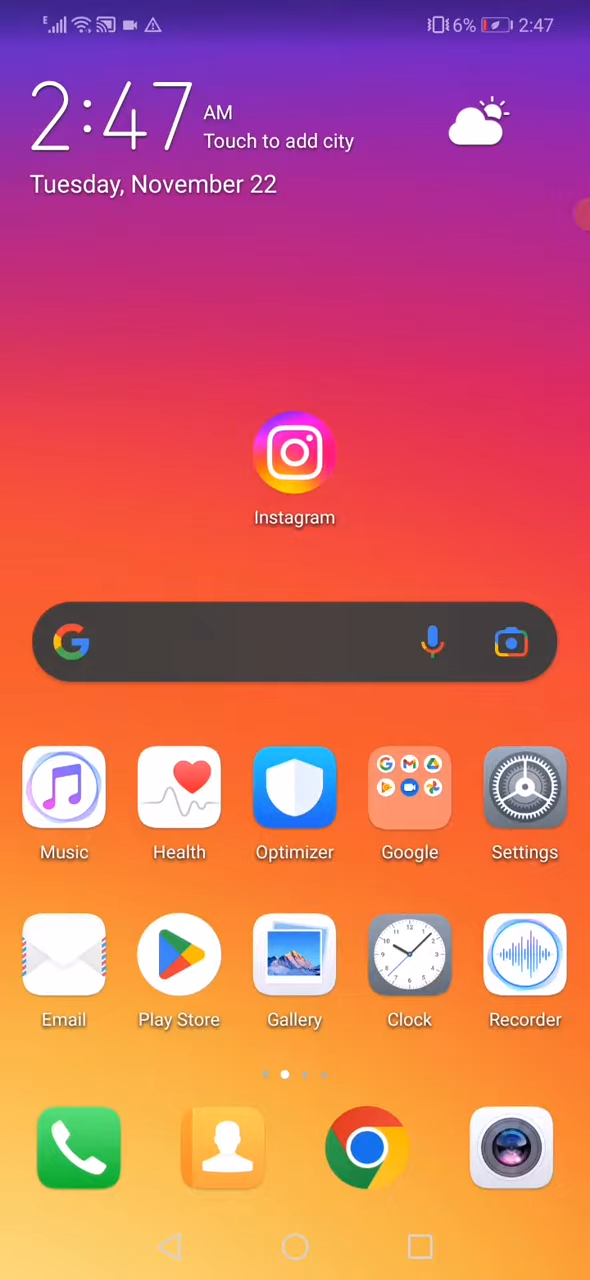 E 6% 2:47
2:47 AM
Touch to add city
Tuesday, November 22
Instagram
Music Health Optimizer Google Settings
Email Play Store Gallery Clock Recorder